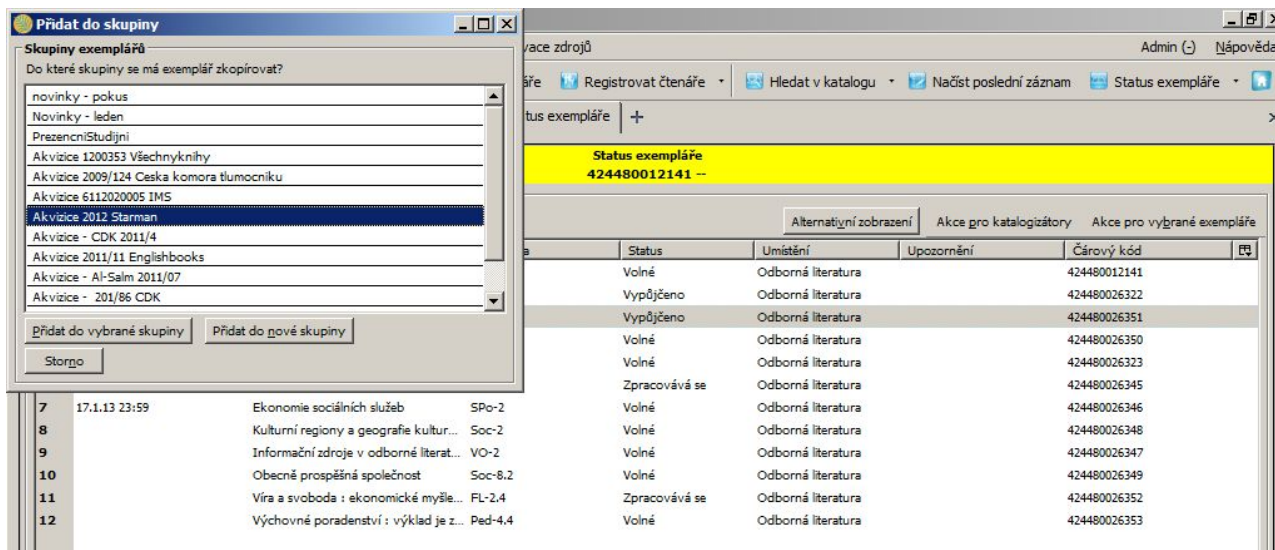 Přidat do skupiny
Skupiny exemplářů
Do které skupiny se má exemplář zkopírovat?
novinky - pokus
Novinky - leden
PrezencniStudijni
Akvizice 1200353 Všechnyknihy
Akvizice 2009/124 Ceska komora tlumocniku
Akvizice 6112020005 IMS
Akvizice 2012 Starman
Akvizice - CDK 2011/4
Akvizice 2011/11 Englishbooks
Akvizice - Al-Salm 2011/07
Akvizice - 201/86 CDK
Přidat do vybrané skupiny Přidat do nové skupiny
Storno
vace zdrojů Admin (-) Nápověda
áře Registrovat čtenáře Hledat v katalogu Načíst poslední záznam Status exempláře
tus exempláře
Status exempláře
424480012141 --
Alternativní zobrazení Akce pro katalogizátory Akce pro vybrané exempláře
Status Umístění Upozornění Čárový kód
Volné Odborná literatura 424480012141
Vypůjčeno Odborná literatura 424480026322
Vypůjčeno Odborná literatura 424480026351
Volné Odborná literatura 424480026350
Volné Odborná literatura 424480026323
Zpracovává se Odborná literatura 424480026345
7 17.1.13 23:59 Ekonomie sociálních služeb SPo-2 Volné Odborná literatura 424480026346
8 Kulturní regiony a geografie kultur... Soc-2 Volné Odborná literatura 424480026348
9 Informační zdroje v odborné literat... VO-2 Volné Odborná literatura 424480026347
10 Obecně prospěšná společnost Soc-8.2 Volné Odborná literatura 424480026349
11 Víra a svoboda : ekonomické myšle... FL-2.4 Zpracovává se Odborná literatura 424480026352
12 Výchovné poradenství : výklad je z... Ped-4.4 Volné Odborná literatura 424480026353